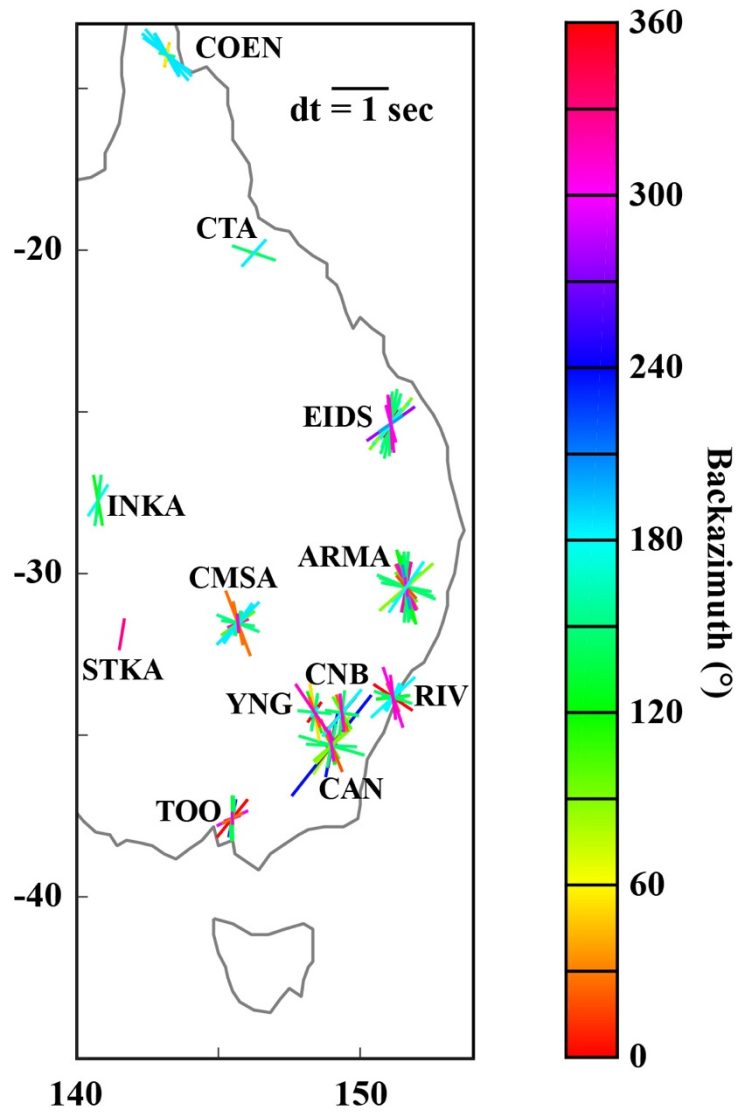 COEN
dt = 1 sec
CTA
-20
EIDS
INKA
ARMA
-30
CMSA
STKA
CNB
YNG
RIV
CAN
TOO
-40
140
150
360
300
240
180
120
60
0
Backazimuth (°)